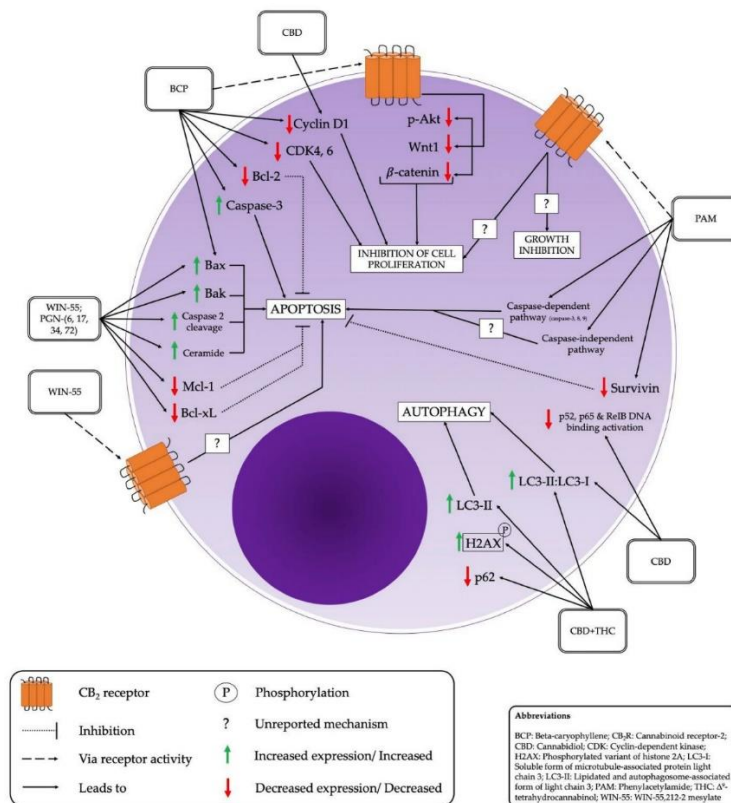 CBD
BCP
Cyclin D1
CDK4, 6
Bcl-2
Caspase-3
p-Akt
Wnt1
β-catenin
?
?
PAM
INHIBITION OF CELL
PROLIFERATION
GROWTH
INHIBITION
WIN-55;
PGN-(6, 17,
34, 72)
Bax
Bak
Caspase 2
cleavage
Ceramide
Mcl-1
Bcl-xL
APOPTOSIS
Caspase-dependent
pathway (caspase-3, 8, 9)
?
Caspase-independent
pathway
Survivin
WIN-55
?
AUTOPHAGY
p52, p65 & RelB DNA
binding activation
LC3-II:LC3-I
LC3-II
P
H2AX
p62
CBD
CBD+THC
CB2 receptor
Inhibition
Via receptor activity
Leads to
P Phosphorylation
? Unreported mechanism
Increased expression/ Increased
Decreased expression/ Decreased
Abbreviations
BCP: Beta-caryophyllene; CB2R: Cannabinoid receptor-2;
CBD: Cannabidiol; CDK: Cyclin-dependent kinase;
H2AX: Phosphorylated variant of histone 2A; LC3-I:
Soluble form of microtubule-associated protein light
chain 3; LC3-II: Lipidated and autophagosome-associated
form of light chain 3; PAM: Phenylacetylamide; THC: Δ⁹-
tetrahydrocannabinol; WIN-55: WIN-55,212-2 mesylate